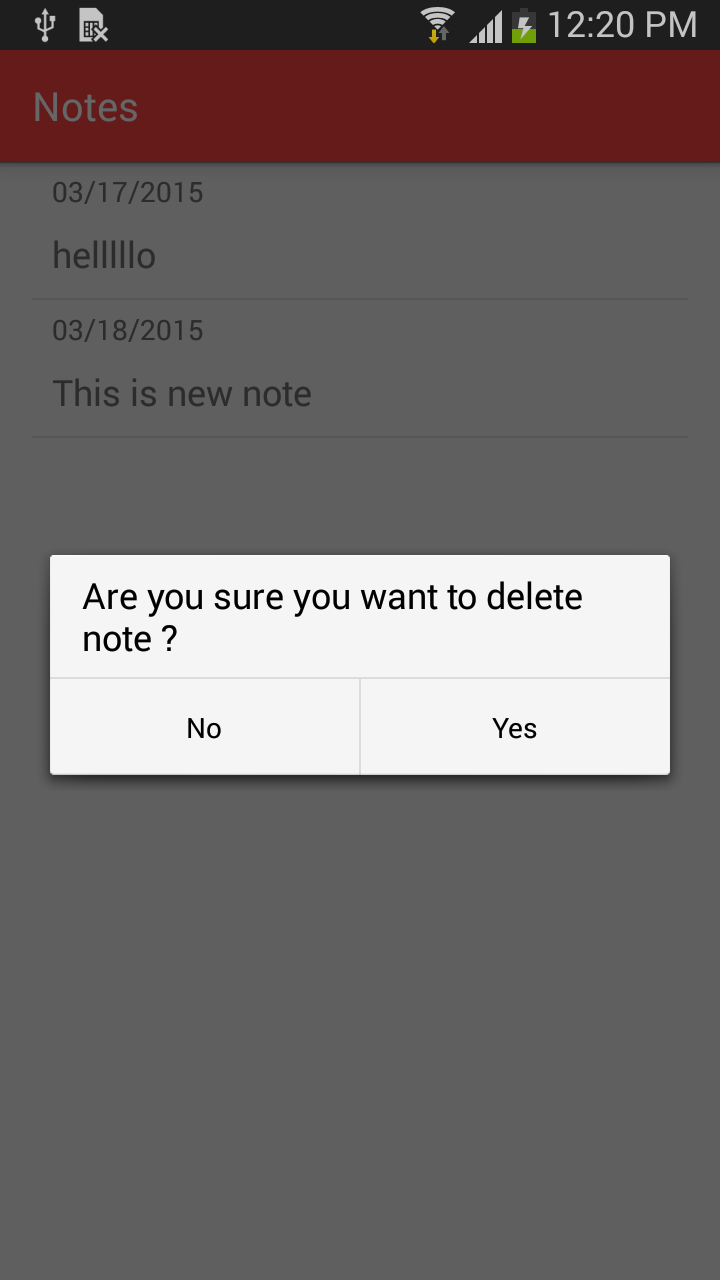 12:20 PM
Notes
03/17/2015
helllllo
03/18/2015
This is new note
Are you sure you want to delete
note ?
No
Yes